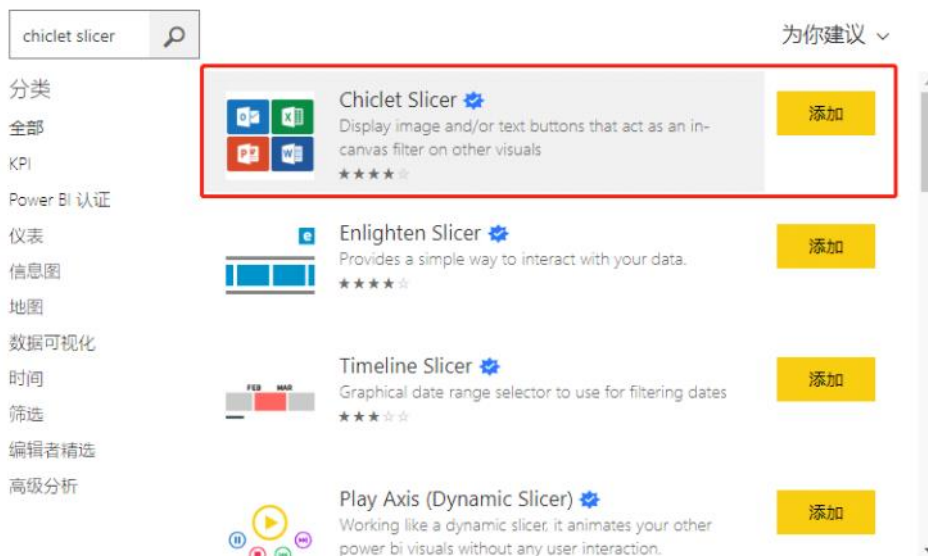 chiclet slicer
为你建议
分类
全部
KPI
Power BI 认证
仪表
信息图
地图
数据可视化
时间
筛选
编辑者精选
高级分析
Chiclet Slicer
Display image and/or text buttons that act as an in-
canvas filter on other visuals
添加
Enlighten Slicer
Provides a simple way to interact with your data.
添加
FEB MAR
Timeline Slicer
Graphical date range selector to use for filtering dates
添加
Play Axis (Dynamic Slicer)
Working like a dynamic slicer, it animates your other
power bi visuals without any user interaction.
添加